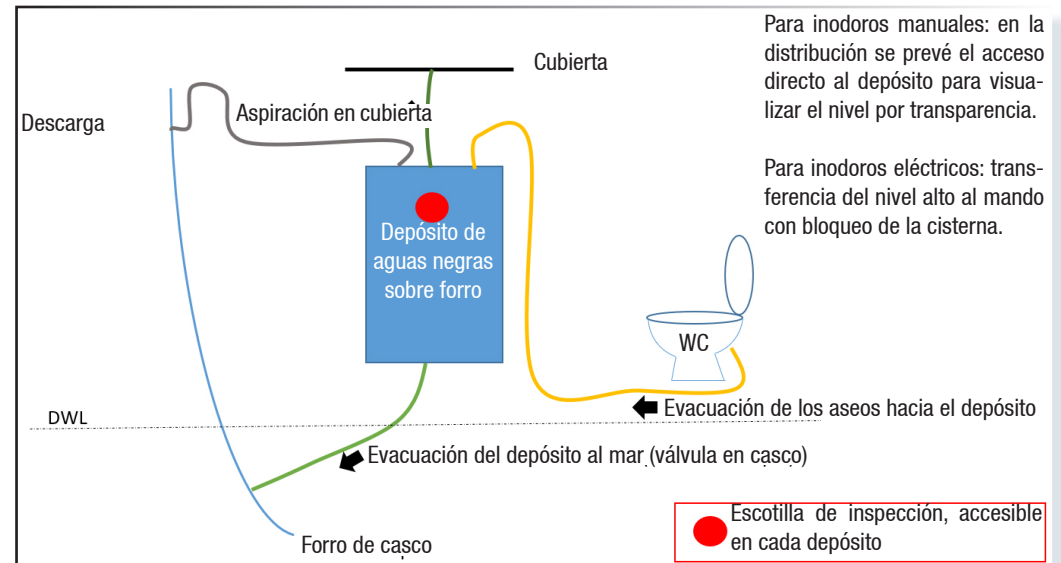 Para inodoros manuales: en la
distribución se prevé el acceso
directo al depósito para visua-
lizar el nivel por transparencia.
Para inodoros eléctricos: trans-
ferencia del nivel alto al mando
con bloqueo de la cisterna.
Cubierta
Aspiración en cubierta
Descarga
Depósito de
aguas negras
sobre forro
WC
Evacuación de los aseos hacia el depósito
DWL
Evacuación del depósito al mar (válvula en casco)
Forro de casco
Escotilla de inspección, accesible
en cada depósito